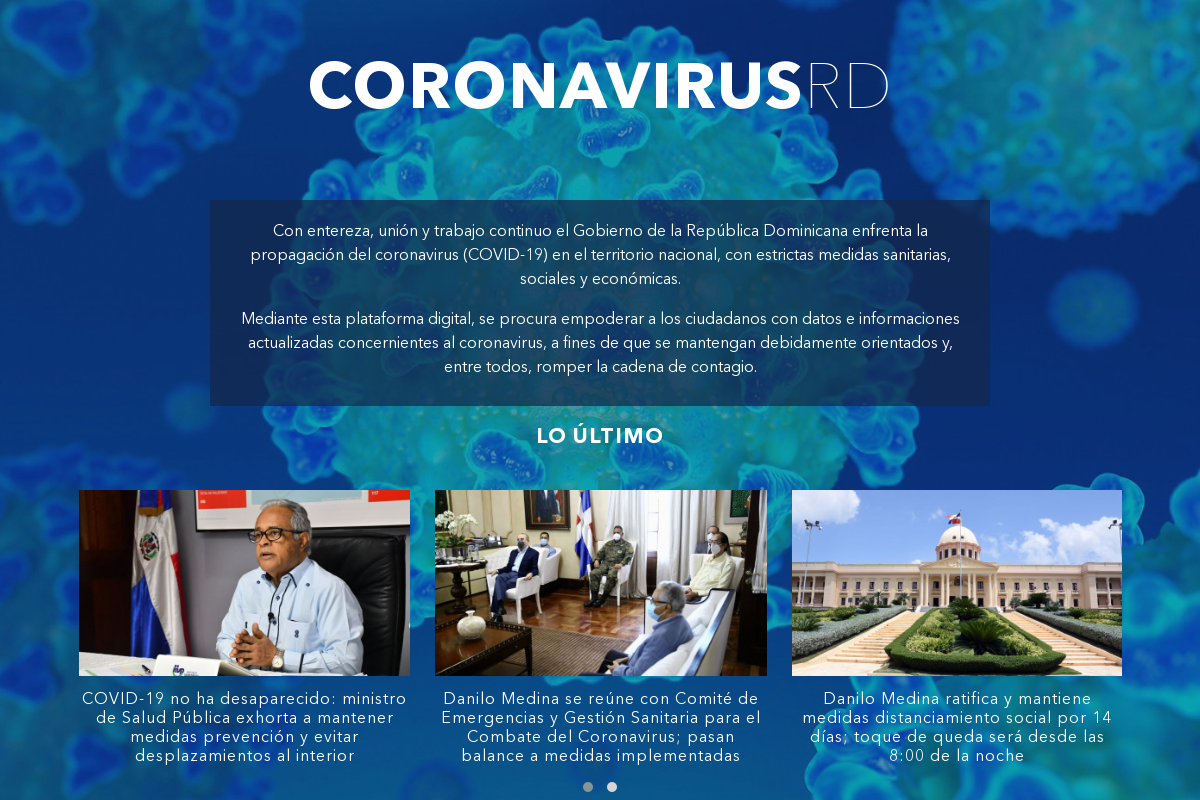 CORONAVIRUSRD
Con entereza, unión y trabajo continuo el Gobierno de la República Dominicana enfrenta la
propagación del coronavirus (COVID-19) en el territorio nacional, con estrictas medidas sanitarias,
sociales y económicas.
Mediante esta plataforma digital, se procura empoderar a los ciudadanos con datos e informaciones
actualizadas concernientes al coronavirus, a fines de que se mantengan debidamente orientados y,
entre todos, romper la cadena de contagio.
LO ÚLTIMO
COVID-19 no ha desaparecido: ministro
de Salud Pública exhorta a mantener
medidas prevención y evitar
desplazamientos al interior
Danilo Medina se reúne con Comité de
Emergencias y Gestión Sanitaria para el
Combate del Coronavirus; pasan
balance a medidas implementadas
Danilo Medina ratifica y mantiene
medidas distanciamiento social por 14
días; toque de queda será desde las
8:00 de la noche